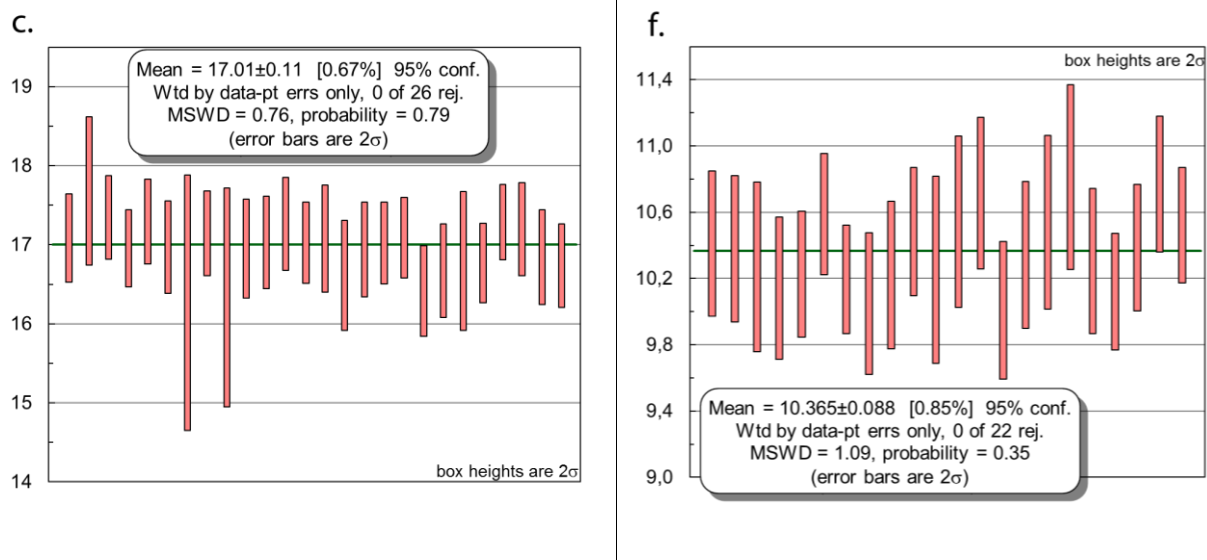 c.
Mean = 17.01±0.11 [0.67%] 95% conf.
Wtd by data-pt errs only, 0 of 26 rej.
MSWD = 0.76, probability = 0.79
(error bars are 2σ)
19
18
17
16
15
14
box heights are 2σ
f.
box heights are 2σ
11,4
11,0
10,6
10,2
9,8
9,4
9,0
Mean = 10.365±0.088 [0.85%] 95% conf.
Wtd by data-pt errs only, 0 of 22 rej.
MSWD = 1.09, probability = 0.35
(error bars are 2σ)